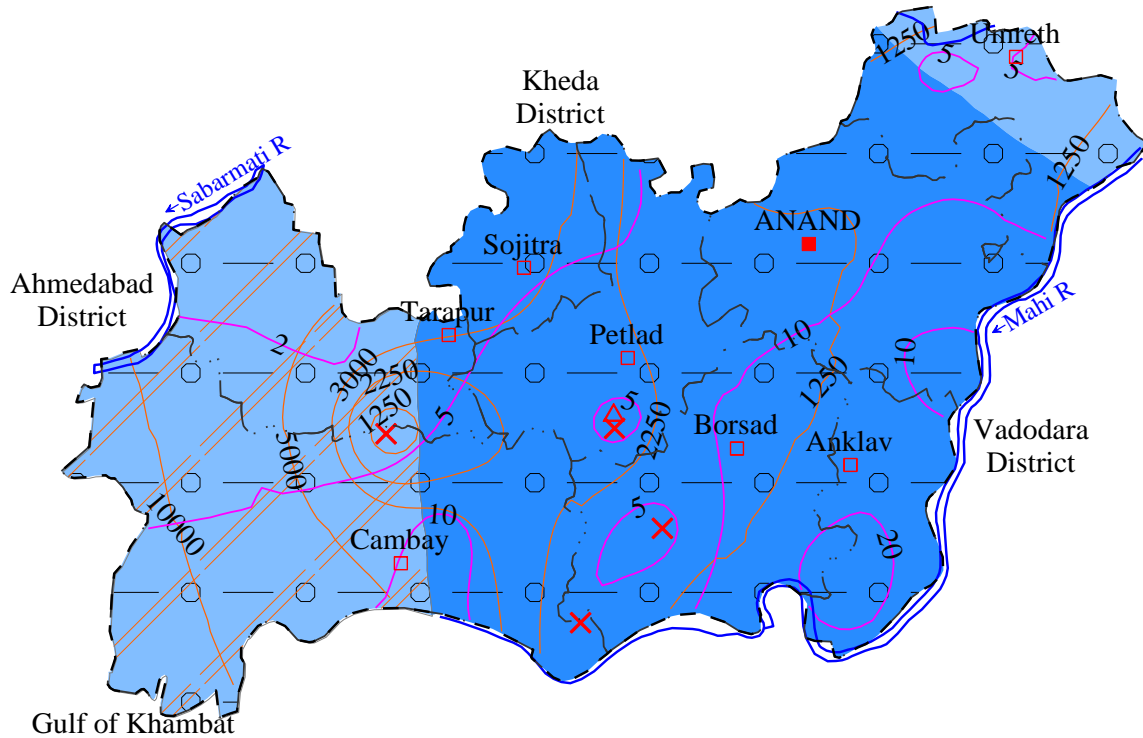 1250
Umreth
5
5
Kheda
District
←Sabarmati R
1250
ANAND
Sojitra
Ahmedabad
District
Tarapur
←Mahi R
2
Petlad
10
10
3000
2250
1250
1250
5
5
2250
Borsad
Anklav
Vadodara
District
5000
10000
10
5
20
Cambay
Gulf of Khambat